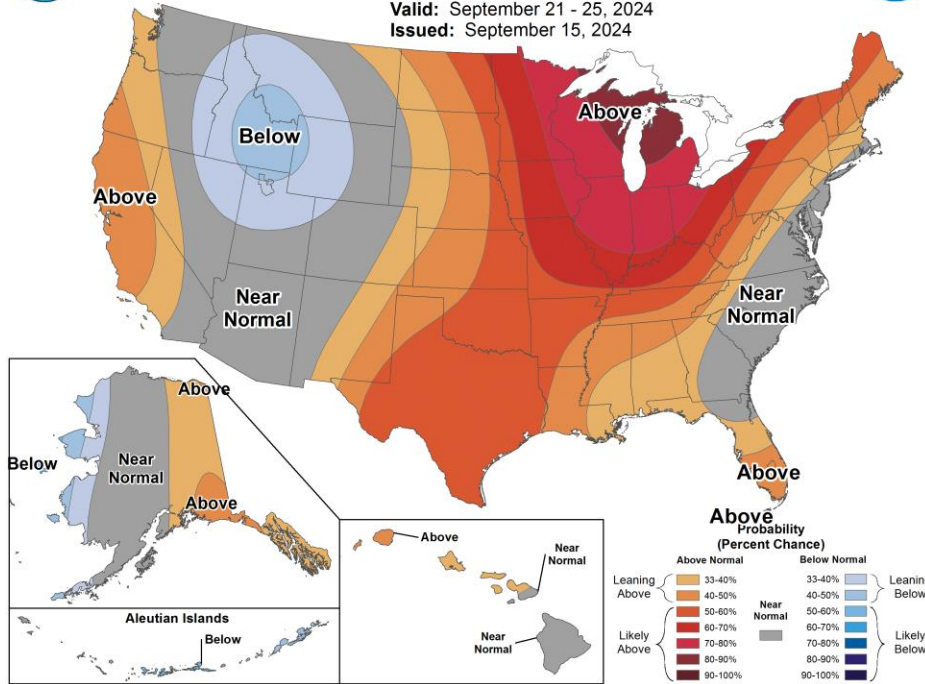 Valid: September 21 - 25, 2024
Issued: September 15, 2024
Above
Below
Above
Near
Normal
Near
Normal
Above
Above
Above
Below
Near
Normal
Above
Aleutian Islands
Below
Above
Near
Normal
Near
Normal
Probability
(Percent Chance)
Above Normal
Below Normal
Leaning
Above
33-40%
40-50%
Likely
Above
50-60%
60-70%
70-80%
80-90%
90-100%
Near
Normal
33-40%
40-50%
Leaning
Below
50-60%
60-70%
70-80%
80-90%
90-100%
Likely
Below